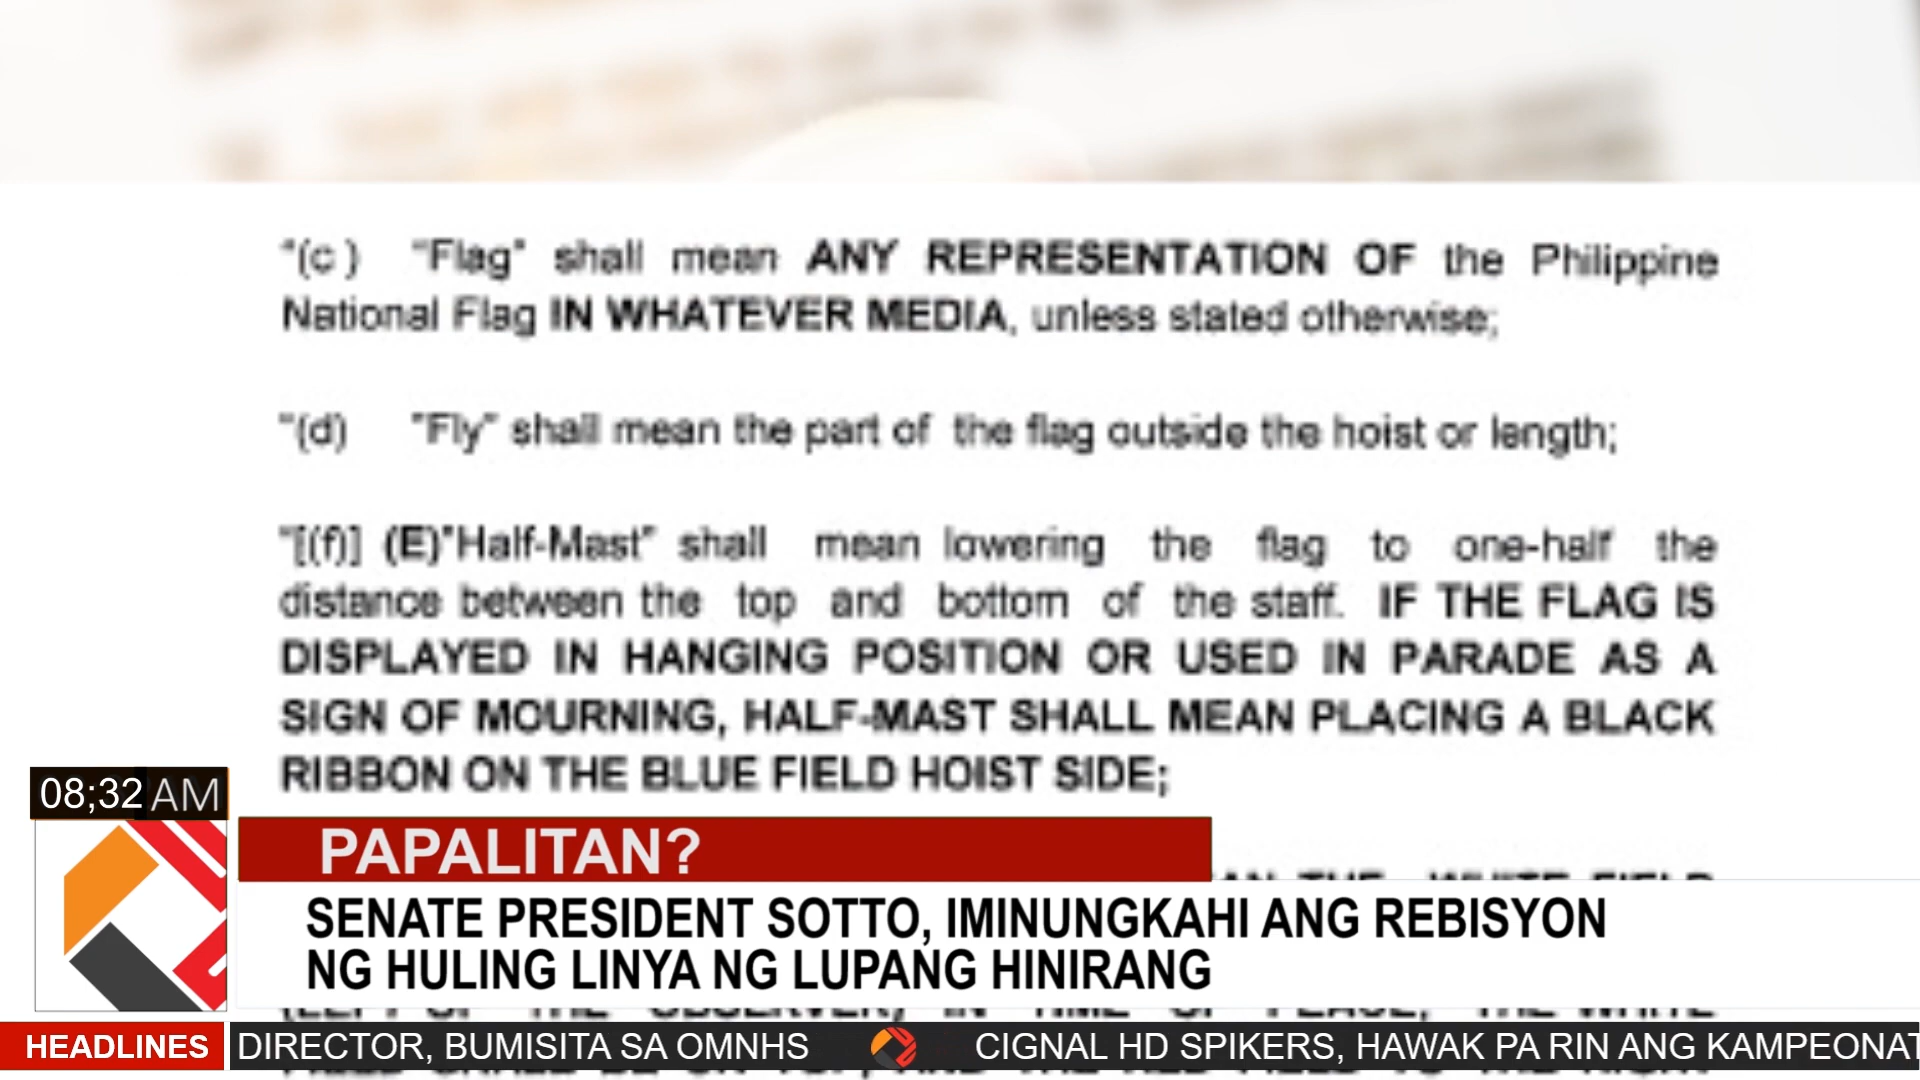 "(c ) "Flag" shall mean ANY REPRESENTATION OF the Philippine
National Flag IN WHATEVER MEDIA, unless stated otherwise;
"(d) "Fly" shall mean the part of the flag outside the hoist or length;
"[(f)] (E)"Half-Mast" shall mean lowering the flag to one-half the
distance between the top and bottom of the staff. IF THE FLAG IS
DISPLAYED IN HANGING POSITION OR USED IN PARADE AS A
SIGN OF MOURNING, HALF-MAST SHALL MEAN PLACING A BLACK
RIBBON ON THE BLUE FIELD HOIST SIDE;
08;32 AM
PAPALITAN?
SENATE PRESIDENT SOTTO, IMINUNGKAHI ANG REBISYON
NG HULING LINYA NG LUPANG HINIRANG
HEADLINES DIRECTOR, BUMISITA SA OMNHS CIGNAL HD SPIKERS, HAWAK PA RIN ANG KAMPEONAT